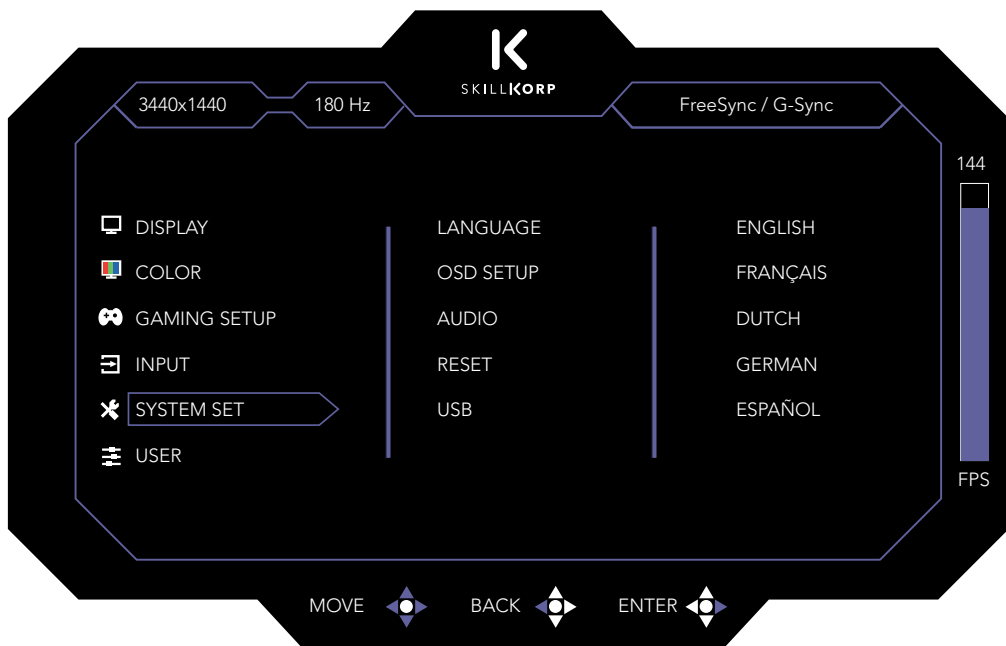 SKILLKORP
3440x1440
180 Hz
FreeSync / G-Sync
144
DISPLAY
LANGUAGE
ENGLISH
COLOR
OSD SETUP
FRANÇAIS
GAMING SETUP
AUDIO
DUTCH
INPUT
RESET
GERMAN
SYSTEM SET
USB
ESPAÑOL
USER
FPS
MOVE
BACK
ENTER